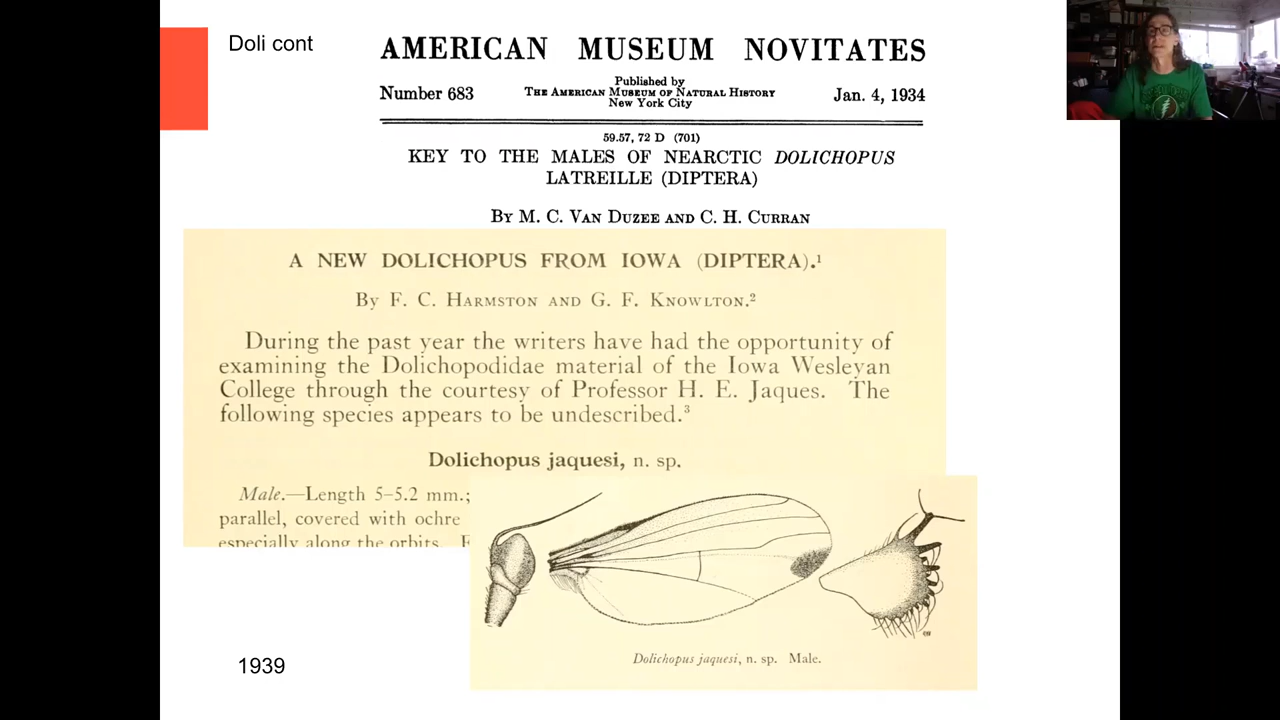 Doli cont
AMERICAN MUSEUM NOVITATES
Published by
Number 683 THE AMERICAN MUSEUM OF NATURAL HISTORY Jan. 4, 1934
New York City
59.57, 72 D (701)
KEY TO THE MALES OF NEARCTIC DOLICHOPUS
LATREILLE (DIPTERA)
BY M. C. VAN DUZEE AND C. H. CURRAN
A NEW DOLICHOPUS FROM IOWA (DIPTERA).¹
By F. C. HARMSTON AND G. F. KNOWLTON.²
During the past year the writers have had the opportunity of
examining the Dolichopodidae material of the Iowa Wesleyan
College through the courtesy of Professor H. E. Jaques. The
following species appears to be undescribed.³
Dolichopus jaquesi, n. sp.
Male.—Length 5–5.2 mm.;
parallel, covered with ochre
especially along the orbits. F
Dolichopus jaquesi, n. sp. Male.
1939